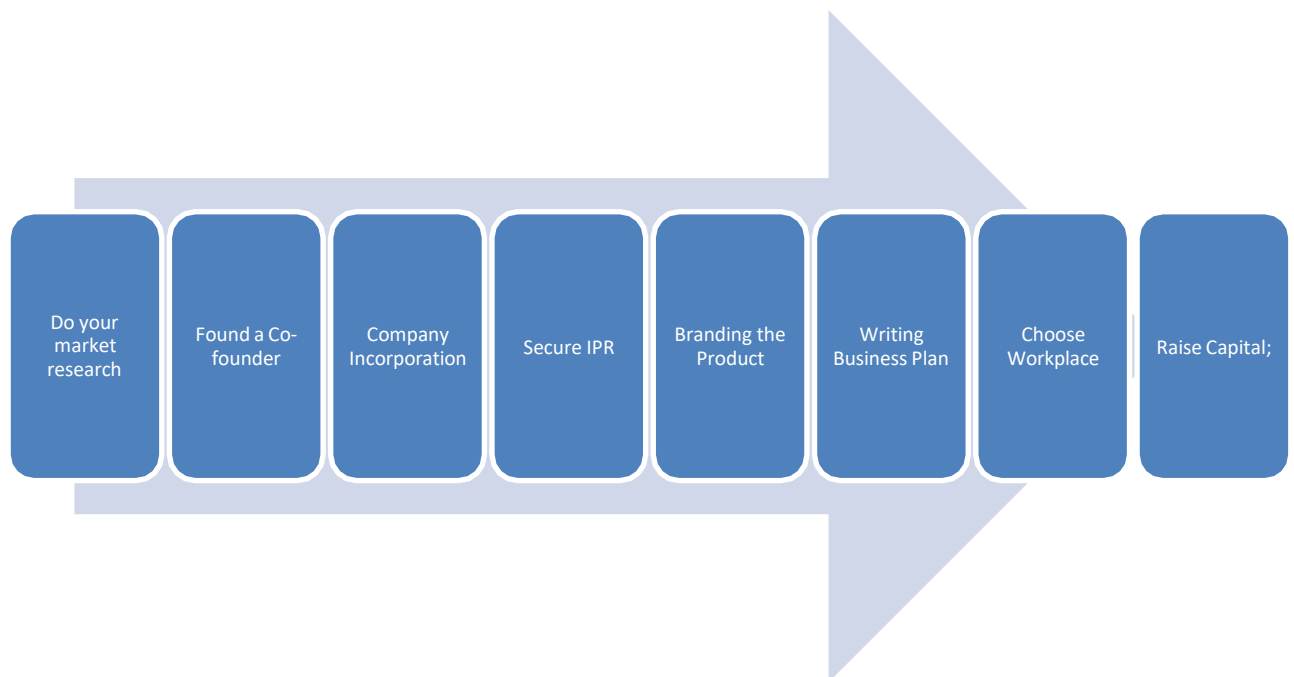 Do your
market
research
Found a Co-
founder
Company
Incorporation
Secure IPR
Branding the
Product
Writing
Business Plan
Choose
Workplace
Raise Capital;